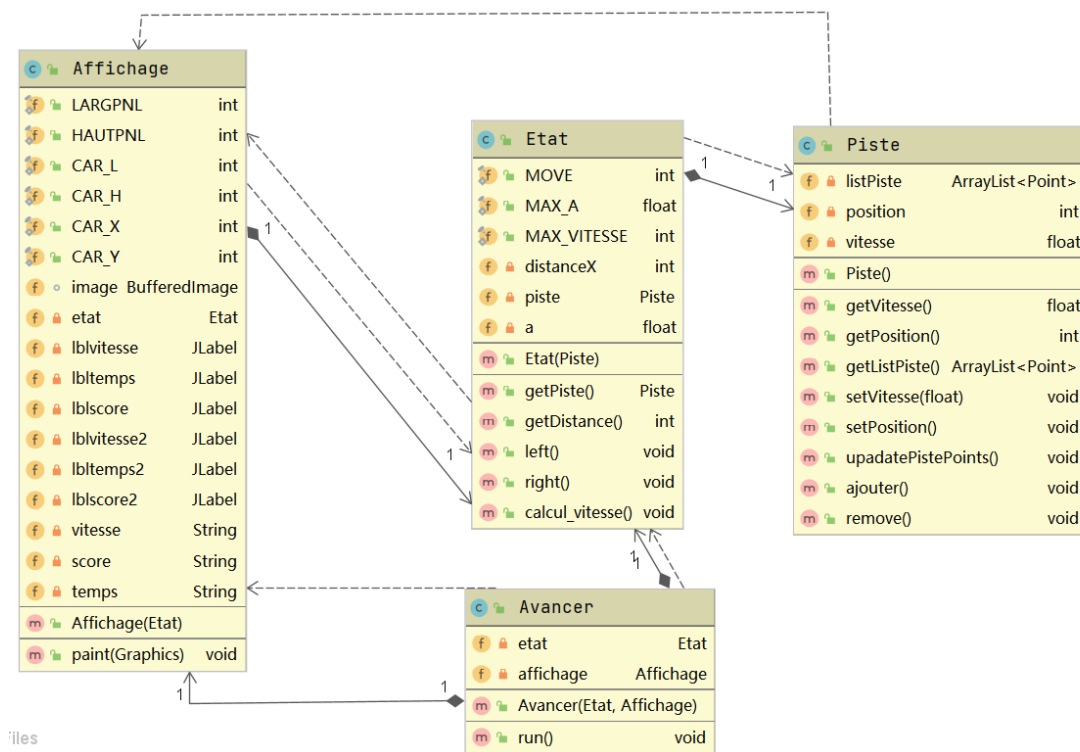 Affichage
LARGPNL int
HAUTPNL int
CAR_L int
CAR_H int
CAR_X int
CAR_Y int
image BufferedImage
etat Etat
lblvitesse JLabel
lbltemps JLabel
lblscore JLabel
lblvitesse2 JLabel
lbltemps2 JLabel
lblscore2 JLabel
vitesse String
score String
temps String
Affichage(Etat)
paint(Graphics) void
Etat
MOVE int
MAX_A float
MAX_VITESSE int
distanceX int
piste Piste
a float
Etat(Piste)
getPiste() Piste
getDistance() int
left() void
right() void
calcul_vitesse() void
Piste
listPiste ArrayList<Point>
position int
vitesse float
Piste()
getVitesse() float
getPosition() int
getListPiste() ArrayList<Point>
setVitesse(float) void
setPosition() void
upadatePistePoints() void
ajouter() void
remove() void
Avancer
etat Etat
affichage Affichage
Avancer(Etat, Affichage)
run() void
1
1
1
1
1
1
1
1